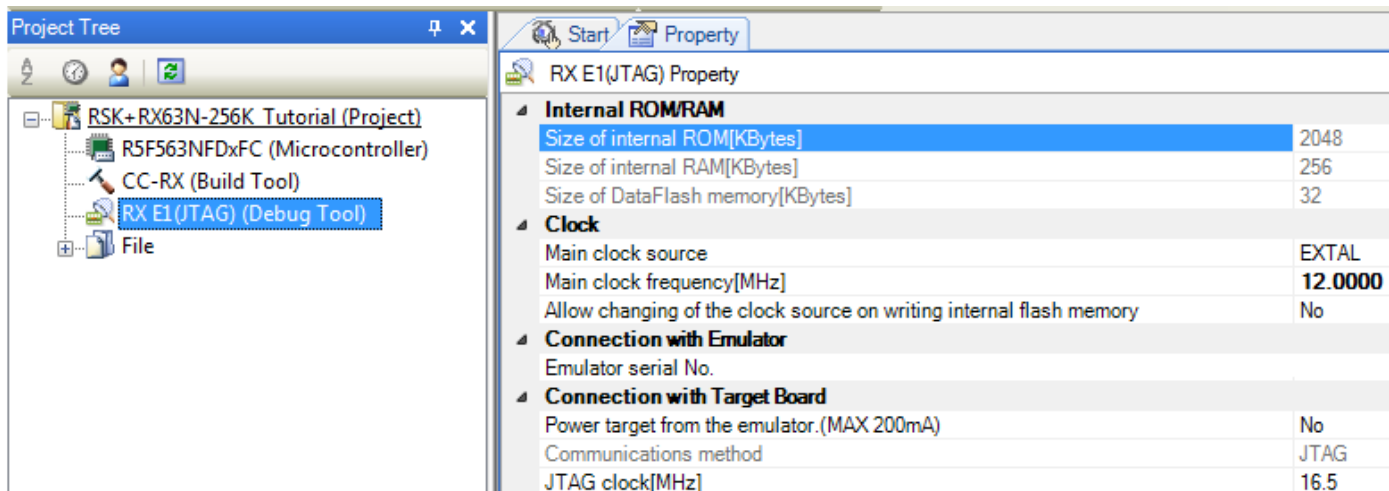 Project Tree
RSK+RX63N-256K_Tutorial (Project)
R5F563NFDxFC (Microcontroller)
CC-RX (Build Tool)
RX E1(JTAG) (Debug Tool)
File
Start Property
RX E1(JTAG) Property
Internal ROM/RAM
Size of internal ROM[KBytes] 2048
Size of internal RAM[KBytes] 256
Size of DataFlash memory[KBytes] 32
Clock
Main clock source EXTAL
Main clock frequency[MHz] 12.0000
Allow changing of the clock source on writing internal flash memory No
Connection with Emulator
Emulator serial No.
Connection with Target Board
Power target from the emulator.(MAX 200mA) No
Communications method JTAG
JTAG clock[MHz] 16.5